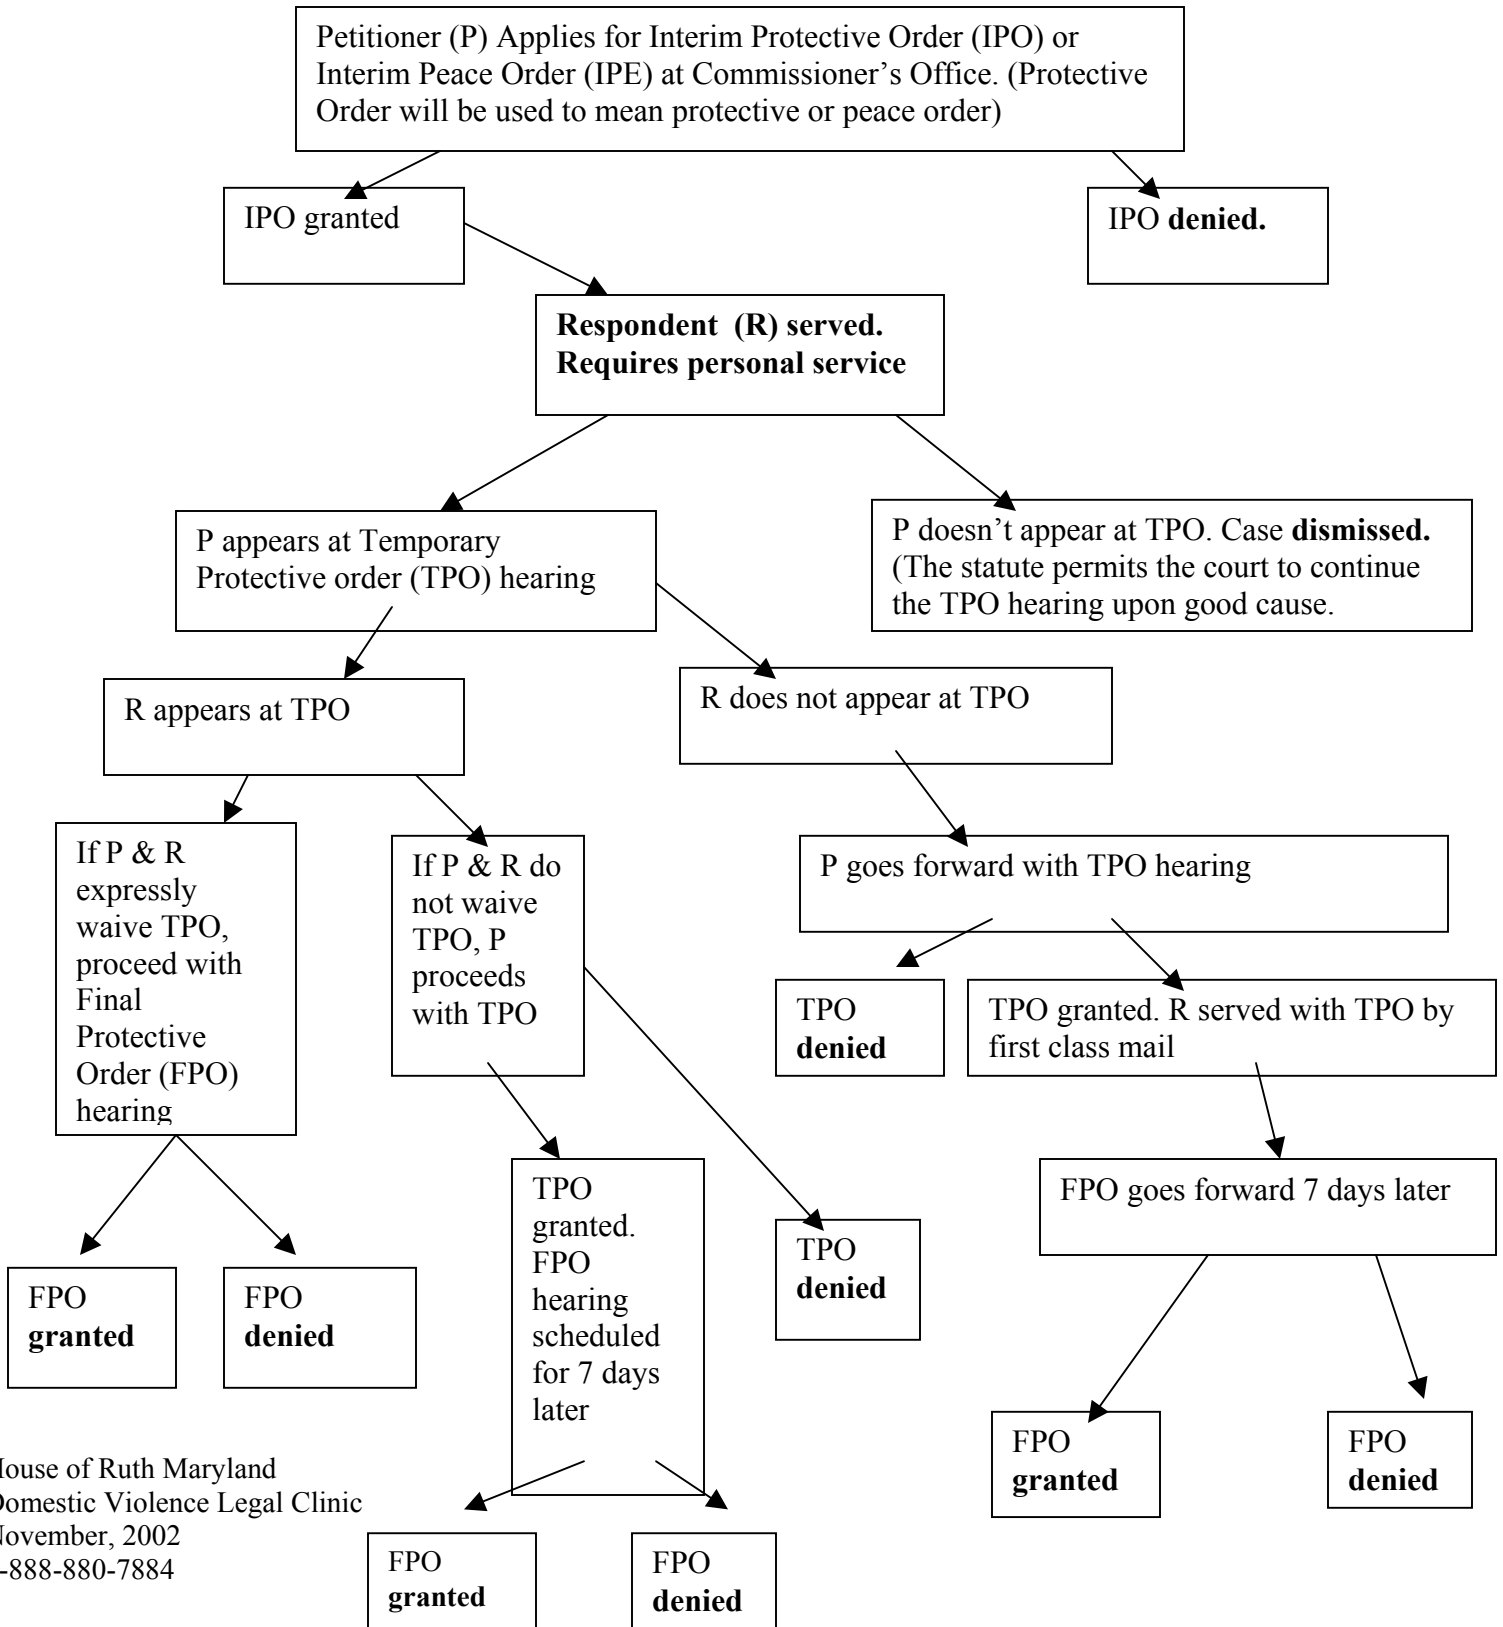 Petitioner (P) Applies for Interim Protective Order (IPO) or
Interim Peace Order (IPE) at Commissioner’s Office. (Protective
Order will be used to mean protective or peace order)
IPO granted
IPO denied.
Respondent  (R) served.
Requires personal service
P appears at Temporary
Protective order (TPO) hearing
P doesn’t appear at TPO. Case dismissed.
(The statute permits the court to continue
the TPO hearing upon good cause.
R appears at TPO
R does not appear at TPO
If P & R
expressly
waive TPO,
proceed with
Final
Protective
Order (FPO)
hearing
If P & R do
not waive
TPO, P
proceeds
with TPO
P goes forward with TPO hearing
TPO
denied
TPO granted. R served with TPO by
first class mail
TPO
granted.
FPO
hearing
scheduled
for 7 days
later
TPO
denied
FPO goes forward 7 days later
FPO
granted
FPO
denied
FPO
granted
FPO
denied
House of Ruth Maryland
Domestic Violence Legal Clinic
November, 2002
-888-880-7884
FPO
granted
FPO
denied